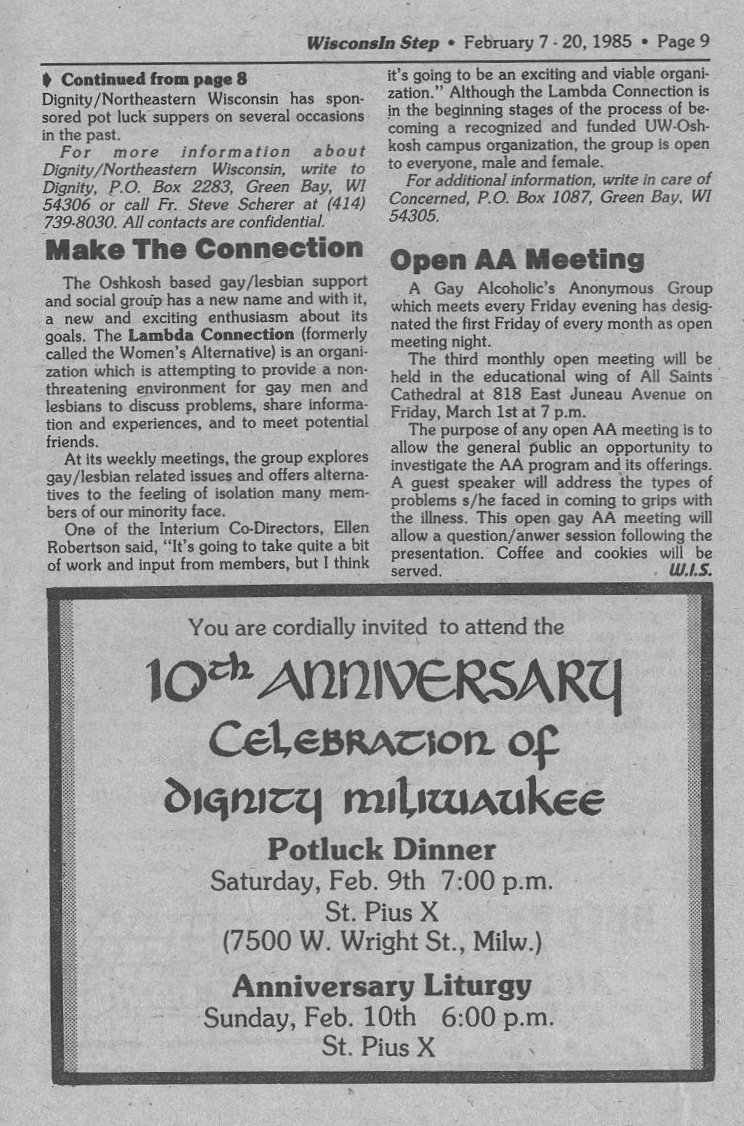 WisconsIn Step • February 7 - 20, 1985 • Page 9
Continued from page 8
Dignity/Northeastern Wisconsin has spon-
sored pot luck suppers on several occasions
in the past.
For more information about
Dignity/Northeastern Wisconsin, write to
Dignity, P.O. Box 2283, Green Bay, WI
54306 or call Fr. Steve Scherer at (414)
739-8030. All contacts are confidential.
Make The Connection
The Oshkosh based gay/lesbian support
and social group has a new name and with it,
a new and exciting enthusiasm about its
goals. The Lambda Connection (formerly
called the Women's Alternative) is an organi-
zation which is attempting to provide a non-
threatening environment for gay men and
lesbians to discuss problems, share informa-
tion and experiences, and to meet potential
friends.
At its weekly meetings, the group explores
gay/lesbian related issues and offers alterna-
tives to the feeling of isolation many mem-
bers of our minority face.
One of the Interium Co-Directors, Ellen
Robertson said, "It's going to take quite a bit
of work and input from members, but I think
it's going to be an exciting and viable organi-
zation." Although the Lambda Connection is
in the beginning stages of the process of be-
coming a recognized and funded UW-Osh-
kosh campus organization, the group is open
to everyone, male and female.
For additional information, write in care of
Concerned, P.O. Box 1087, Green Bay, WI
54305.
Open AA Meeting
A Gay Alcoholic's Anonymous Group
which meets every Friday evening has desig-
nated the first Friday of every month as open
meeting night.
The third monthly open meeting will be
held in the educational wing of All Saints
Cathedral at 818 East Juneau Avenue on
Friday, March 1st at 7 p.m.
The purpose of any open AA meeting is to
allow the general public an opportunity to
investigate the AA program and its offerings.
A guest speaker will address the types of
problems s/he faced in coming to grips with
the illness. This open gay AA meeting will
allow a question/anwer session following the
presentation. Coffee and cookies will be
served. W.I.S.
You are cordially invited to attend the
10th Anniversary
Celebration of
Dignity Milwaukee
Potluck Dinner
Saturday, Feb. 9th 7:00 p.m.
St. Pius X
(7500 W. Wright St., Milw.)
Anniversary Liturgy
Sunday, Feb. 10th 6:00 p.m.
St. Pius X